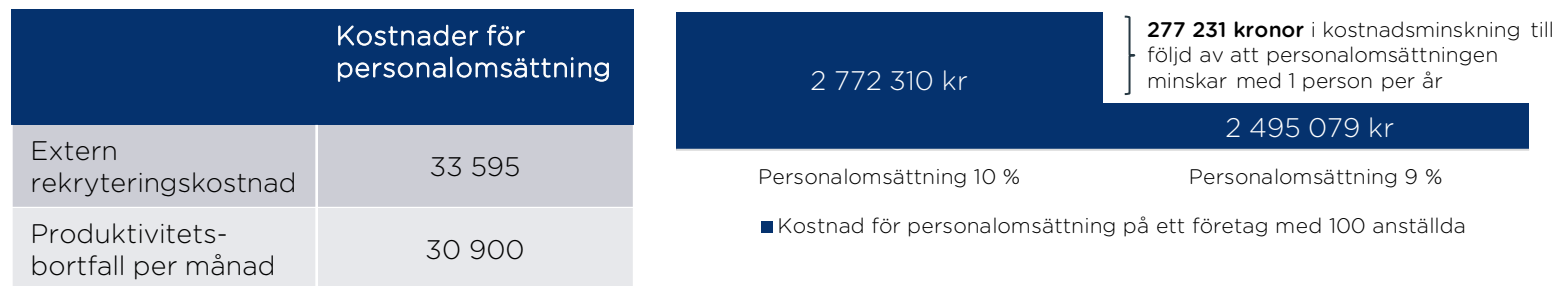 Kostnader för
personalomsättning
Extern
rekryteringskostnad
33 595
Produktivitets-
bortfall per månad
30 900
2 772 310 kr
277 231 kronor i kostnadsminskning till
följd av att personalomsättningen
minskar med 1 person per år
2 495 079 kr
Personalomsättning 10 %
Personalomsättning 9 %
Kostnad för personalomsättning på ett företag med 100 anställda